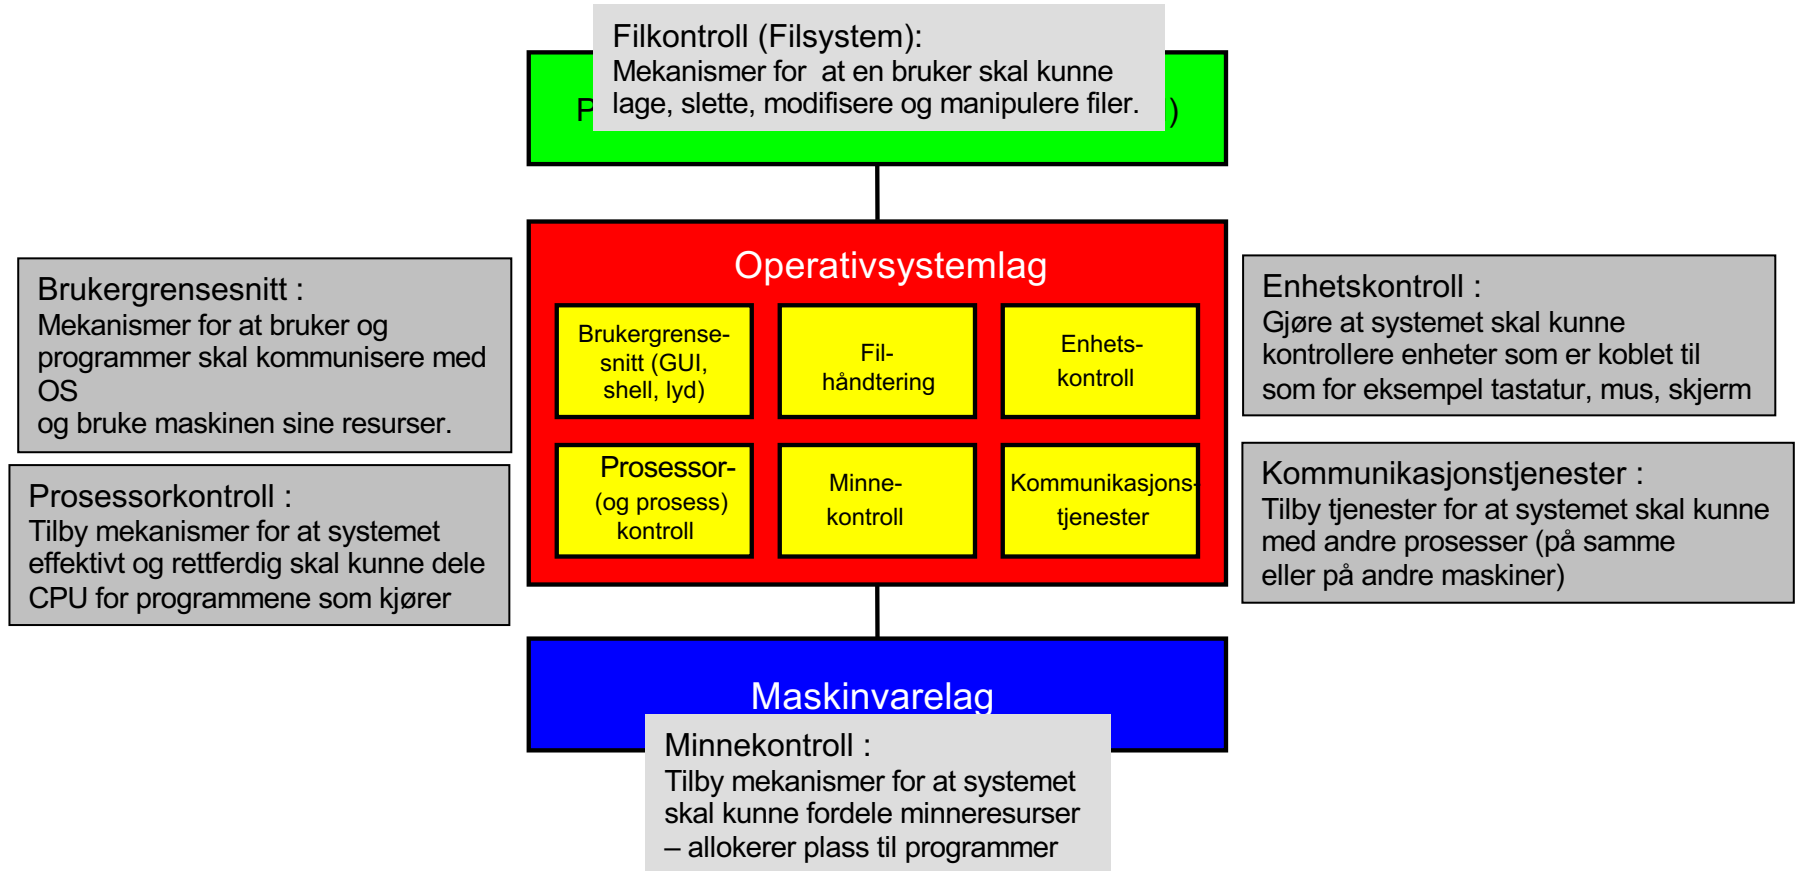 Filkontroll (Filsystem):
Mekanismer for at en bruker skal kunne
lage, slette, modifisere og manipulere filer.
)
Operativsystemlag
Brukergrense-
snitt (GUI,
shell, lyd)
Fil-
håndtering
Enhets-
kontroll
Prosessor-
(og prosess)
kontroll
Minne-
kontroll
Kommunikasjons-
tjenester
Brukergrensesnitt :
Mekanismer for at bruker og
programmer skal kommunisere med
OS
og bruke maskinen sine resurser.
Prosessorkontroll :
Tilby mekanismer for at systemet
effektivt og rettferdig skal kunne dele
CPU for programmene som kjører
Enhetskontroll :
Gjøre at systemet skal kunne
kontrollere enheter som er koblet til
som for eksempel tastatur, mus, skjerm
Kommunikasjonstjenester :
Tilby tjenester for at systemet skal kunne
med andre prosesser (på samme
eller på andre maskiner)
Maskinvarelag
Minnekontroll :
Tilby mekanismer for at systemet
skal kunne fordele minneresurser
– allokerer plass til programmer